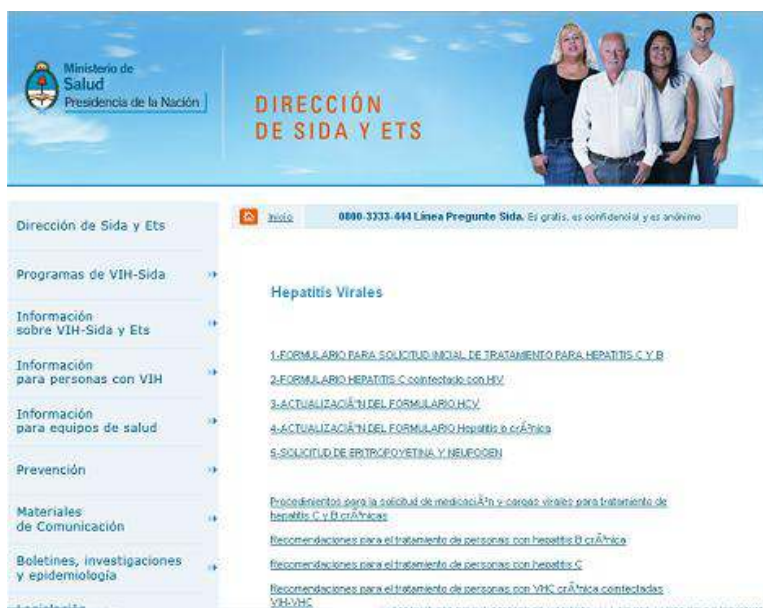 Ministerio de
Salud
Presidencia de la Nación
DIRECCIÓN
DE SIDA Y ETS
Dirección de Sida y Ets
Programas de VIH-Sida
Información
sobre VIH-Sida y Ets
Información
para personas con VIH
Información
para equipos de salud
Prevención
Materiales
de Comunicación
Boletines, investigaciones
y epidemiología
Legislación
Inicio
0800-3333-444 Línea Pregunte Sida. Es gratis, es confidencial y es anónimo
Hepatitis Virales
1-FORMULARIO PARA SOLICITUD INICIAL DE TRATAMIENTO PARA HEPATITIS C Y B
2-FORMULARIO HEPATITIS C cointectado con HIV
3-ACTUALIZACIÃ“N DEL FORMULARIO HCV
4-ACTUALIZACIÃ“N DEL FORMULARIO Hepatitis b crÃ³nica
5-SOLICITUD DE ERITROPOYETINA Y NEUPOGEN
Procedimientos para la solicitud de medicaciÃ³n y cargas virales para tratamiento de
hepatitis C y B crÃ³nicas
Recomendaciones para el tratamiento de personas con hepatitis B crÃ³nica
Recomendaciones para el tratamiento de personas con hepatitis C
Recomendaciones para el tratamiento de personas con VHC crÃ³nica cointectadas
VIH-VHC